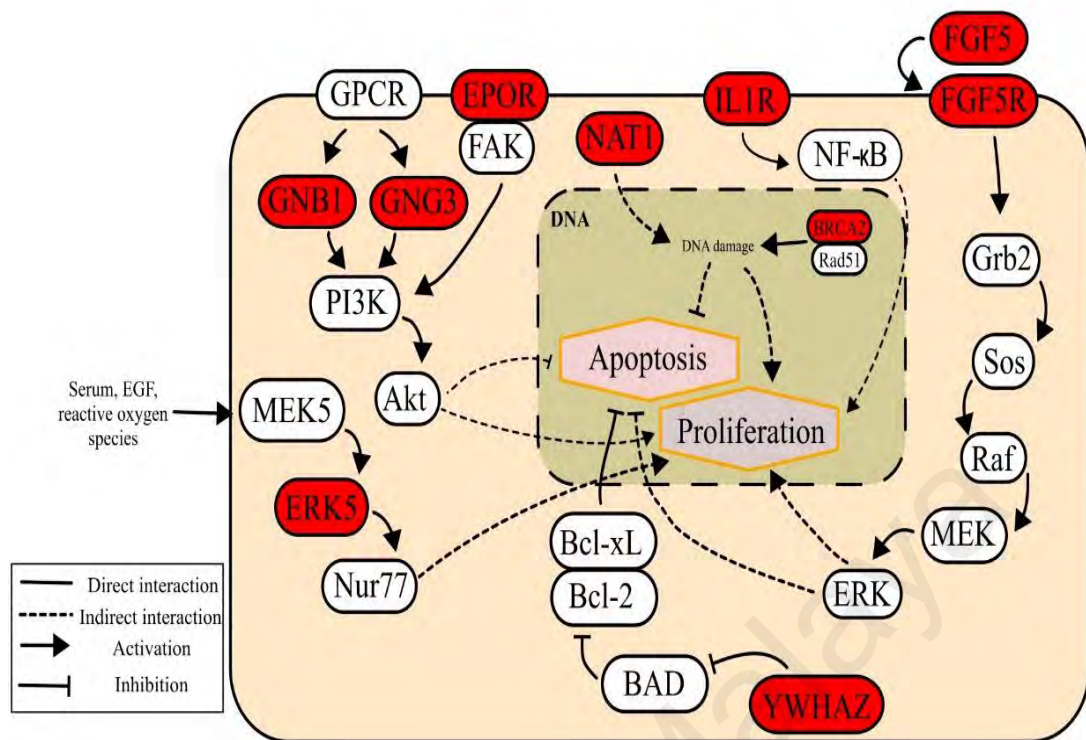 FGF5
GPCR
EPOR
IL1R
FGF5R
FAK
NAT1
NF-κB
GNB1
GNG3
DNA
DNA damage
BRCA2
Rad51
Grb2
PI3K
Apoptosis
Sos
Akt
Serum, EGF,
reactive oxygen
species
MEK5
Proliferation
Raf
ERK5
MEK
Bcl-xL
Nur77
Bcl-2
ERK
Direct interaction
Indirect interaction
Activation
Inhibition
BAD
YWHAZ
Malaya